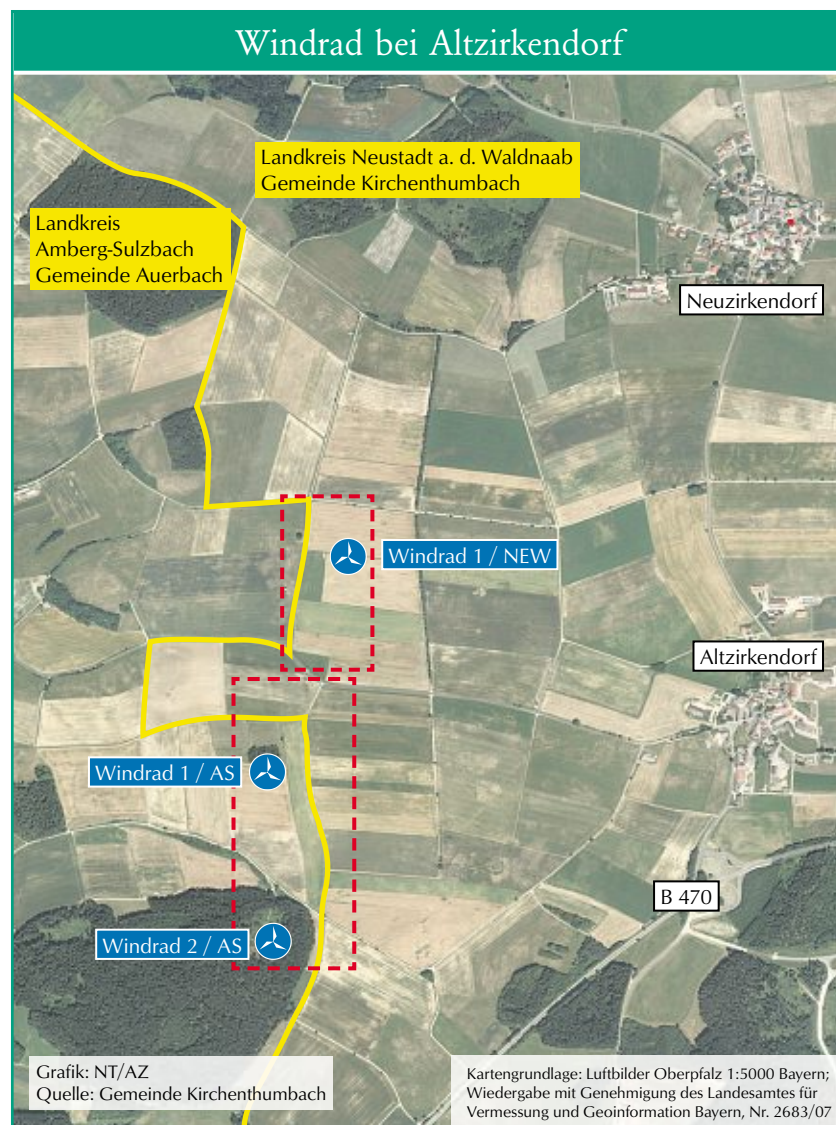 Windrad bei Altzirkendorf
Landkreis Neustadt a. d. Waldnaab
Gemeinde Kirchenthumbach
Landkreis
Amberg-Sulzbach
Gemeinde Auerbach
Neuzirkendorf
Windrad 1 / NEW
Altzirkendorf
Windrad 1 / AS
B 470
Windrad 2 / AS
Grafik: NT/AZ
Quelle: Gemeinde Kirchenthumbach
Kartengrundlage: Luftbilder Oberpfalz 1:5000 Bayern;
Wiedergabe mit Genehmigung des Landesamtes für
Vermessung und Geoinformation Bayern, Nr. 2683/07